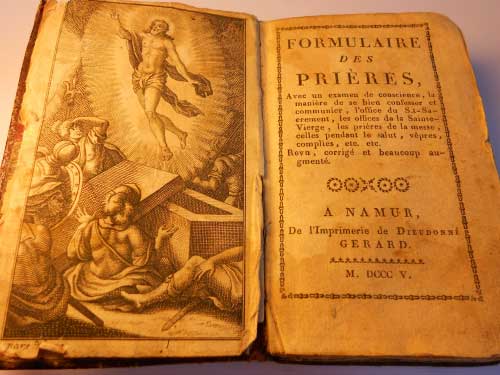 FORMULAIRE
DES
PRIÈRES,
Avec un examen de conscience, la
manière de se bien confesser et
communier, l'office du St-Sa-
crement, les offices de la Sainte-
Vierge, les prières de la messe,
celles pendant le salut, vêpres,
complies, etc. etc.
Revu, corrigé et beaucoup au-
gmenté.
A NAMUR,
De l'Imprimerie de DIEUDONNÉ
GERARD.
M. DCCC V.